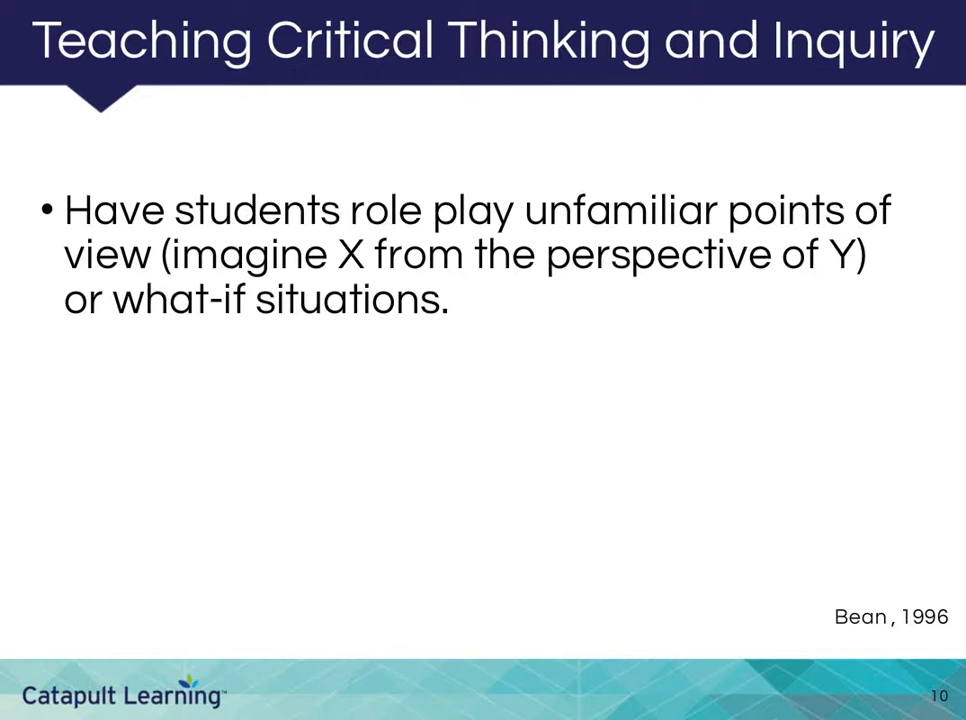 Teaching Critical Thinking and Inquiry
• Have students role play unfamiliar points of
view (imagine X from the perspective of Y)
or what-if situations.
Bean , 1996
Catapult Learning™
10